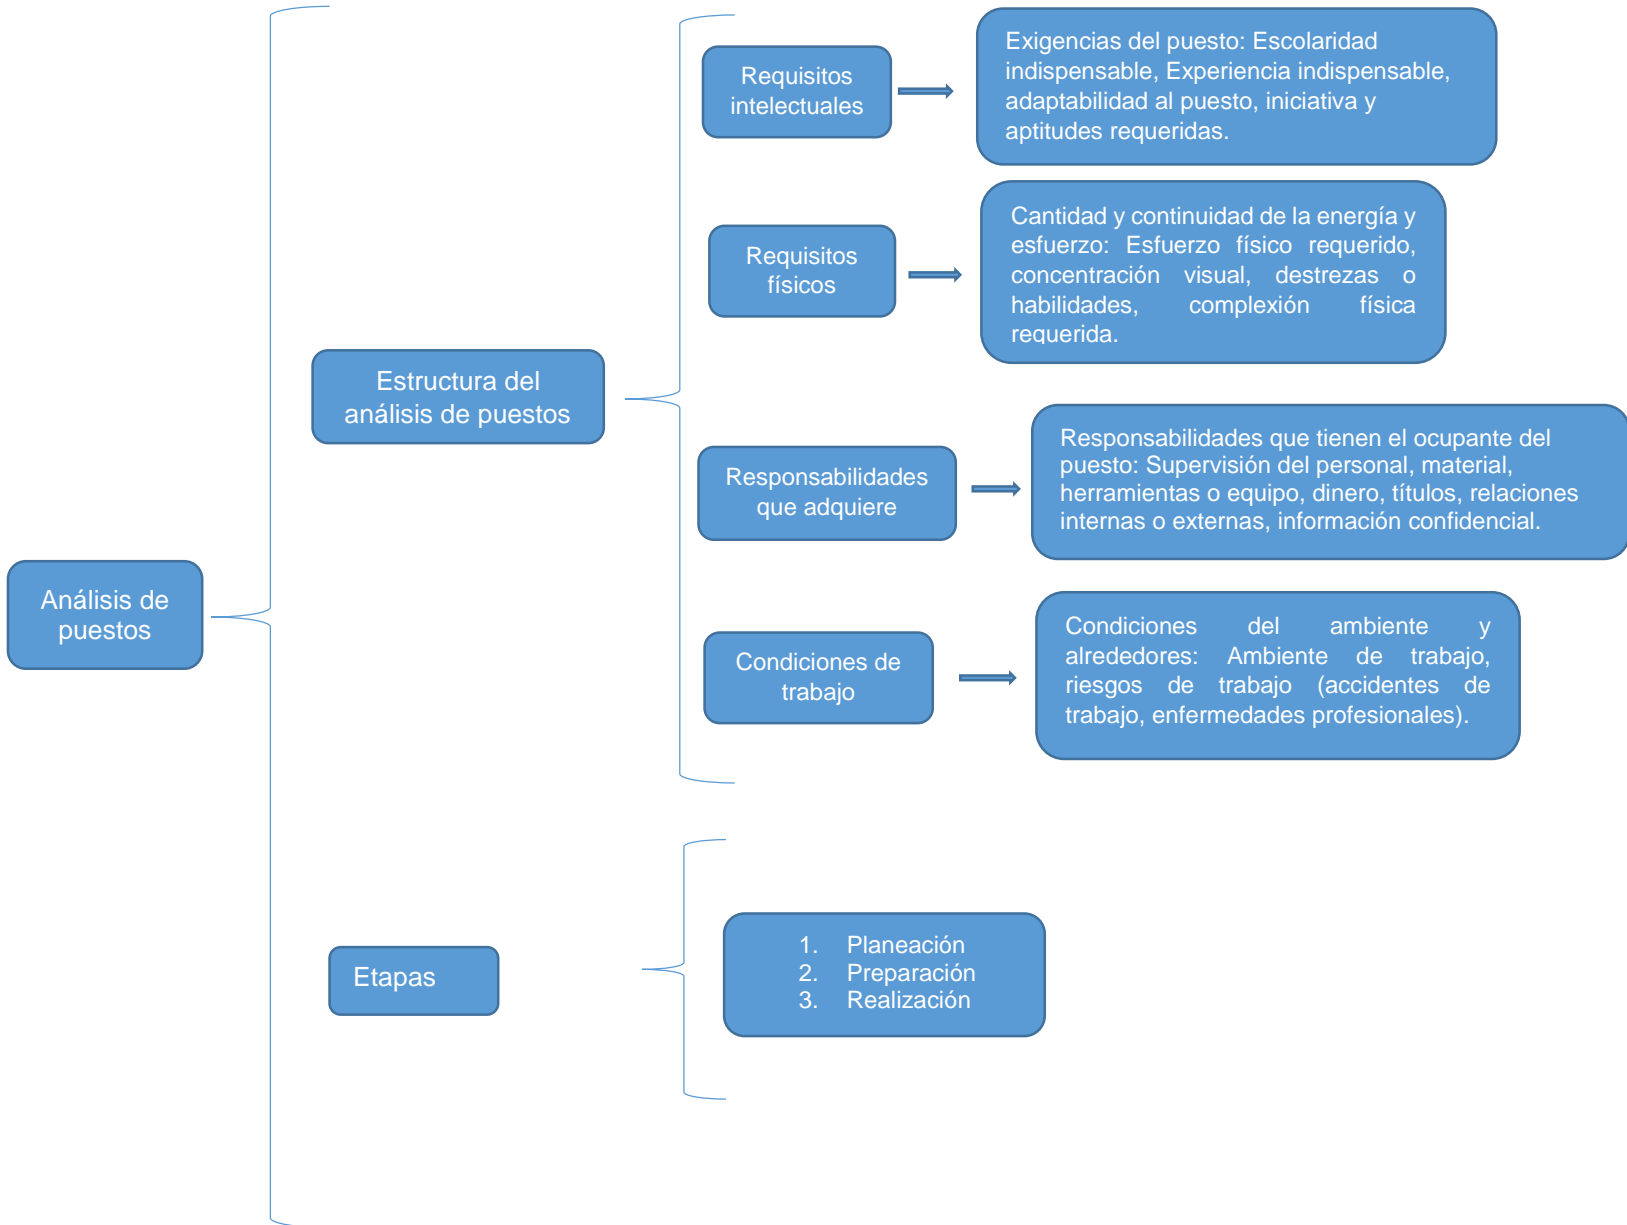 Análisis de
puestos
Estructura del
análisis de puestos
Requisitos
intelectuales
Exigencias del puesto: Escolaridad
indispensable, Experiencia indispensable,
adaptabilidad al puesto, iniciativa y
aptitudes requeridas.
Requisitos
físicos
Cantidad y continuidad de la energía y
esfuerzo: Esfuerzo físico requerido,
concentración visual, destrezas o
habilidades, complexión física
requerida.
Responsabilidades
que adquiere
Responsabilidades que tienen el ocupante del
puesto: Supervisión del personal, material,
herramientas o equipo, dinero, títulos, relaciones
internas o externas, información confidencial.
Condiciones de
trabajo
Condiciones del ambiente y
alrededores: Ambiente de trabajo,
riesgos de trabajo (accidentes de
trabajo, enfermedades profesionales).
Etapas
1. Planeación
2. Preparación
3. Realización